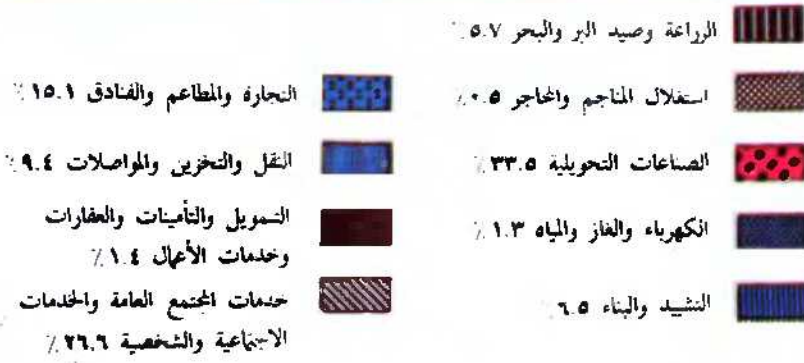 الزراعة وصيد البر والبحر ٥.٧٪
استغلال المناجم والمحاجر ٠.٥٪
الصناعات التحويلية ٣٣.٥٪
الكهرباء والغاز والمياه ١.٣٪
التشييد والبناء ٦.٥٪
التجارة والمطاعم والفنادق ١٥.١٪
النقل والتخزين والمواصلات ٩.٤٪
التمويل والتأمينات والعقارات
وخدمات الأعمال ١.٤٪
خدمات المجتمع العامة والخدمات
الاجتماعية والشخصية ٢٦.٦٪